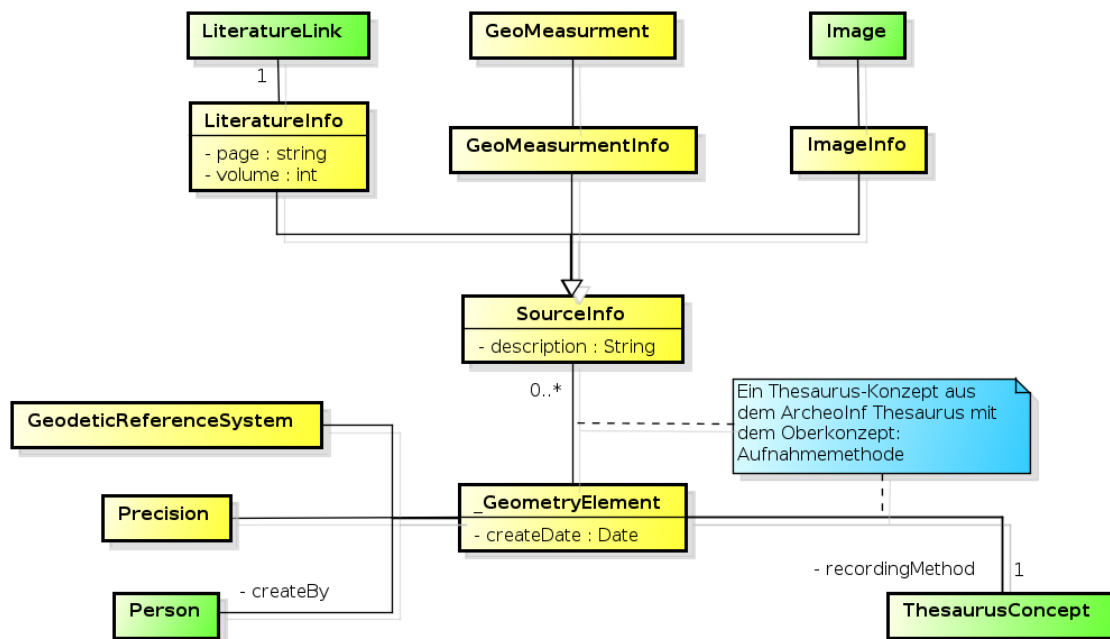 LiteratureLink
GeoMeasurment
Image
1
LiteratureInfo
- page : string
- volume : int
GeoMeasurmentInfo
ImageInfo
SourceInfo
- description : String
0..*
Ein Thesaurus-Konzept aus
dem ArcheoInf Thesaurus mit
dem Oberkonzept:
Aufnahmemethode
GeodeticReferenceSystem
_GeometryElement
- createDate : Date
Precision
- recordingMethod
1
- createBy
Person
ThesaurusConcept